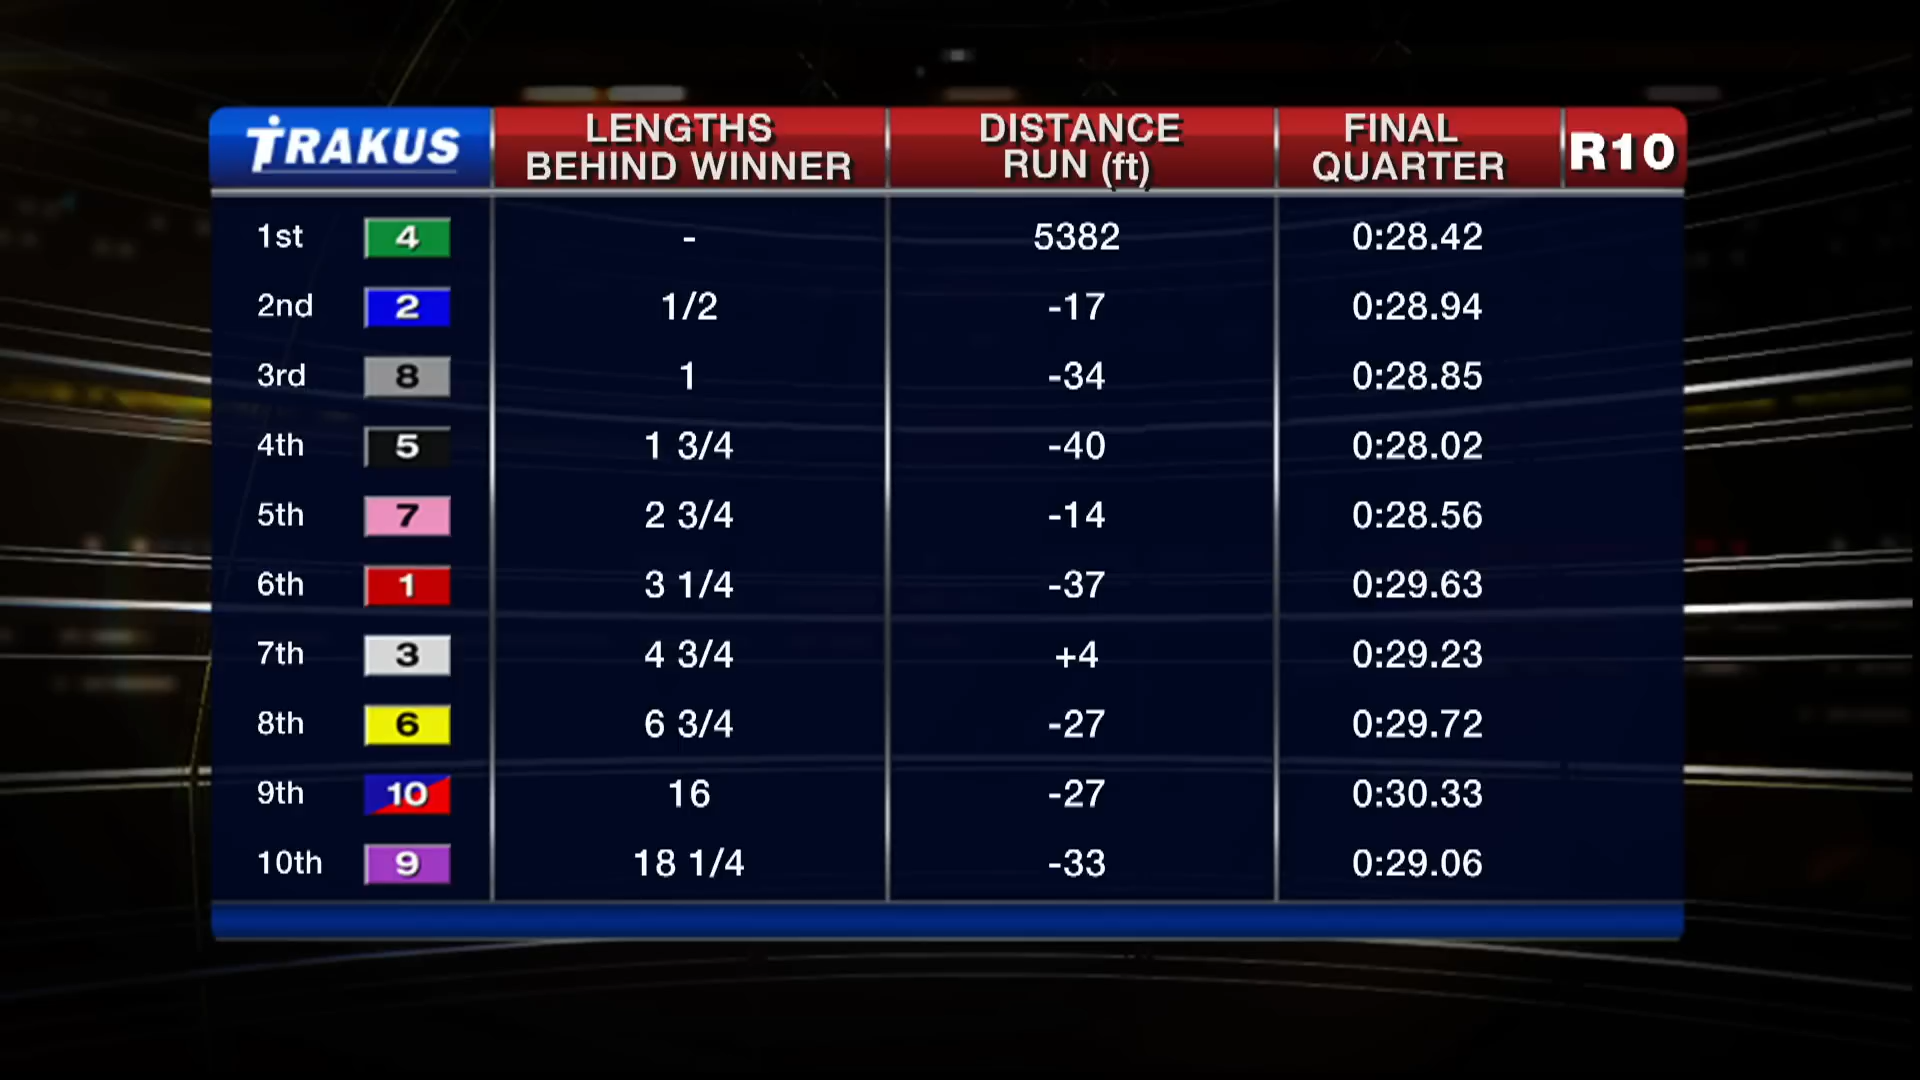 TRAKUS LENGTHS BEHIND WINNER DISTANCE RUN (ft) FINAL QUARTER R10
1st 4 - 5382 0:28.42
2nd 2 1/2 -17 0:28.94
3rd 8 1 -34 0:28.85
4th 5 1 3/4 -40 0:28.02
5th 7 2 3/4 -14 0:28.56
6th 1 3 1/4 -37 0:29.63
7th 3 4 3/4 +4 0:29.23
8th 6 6 3/4 -27 0:29.72
9th 10 16 -27 0:30.33
10th 9 18 1/4 -33 0:29.06